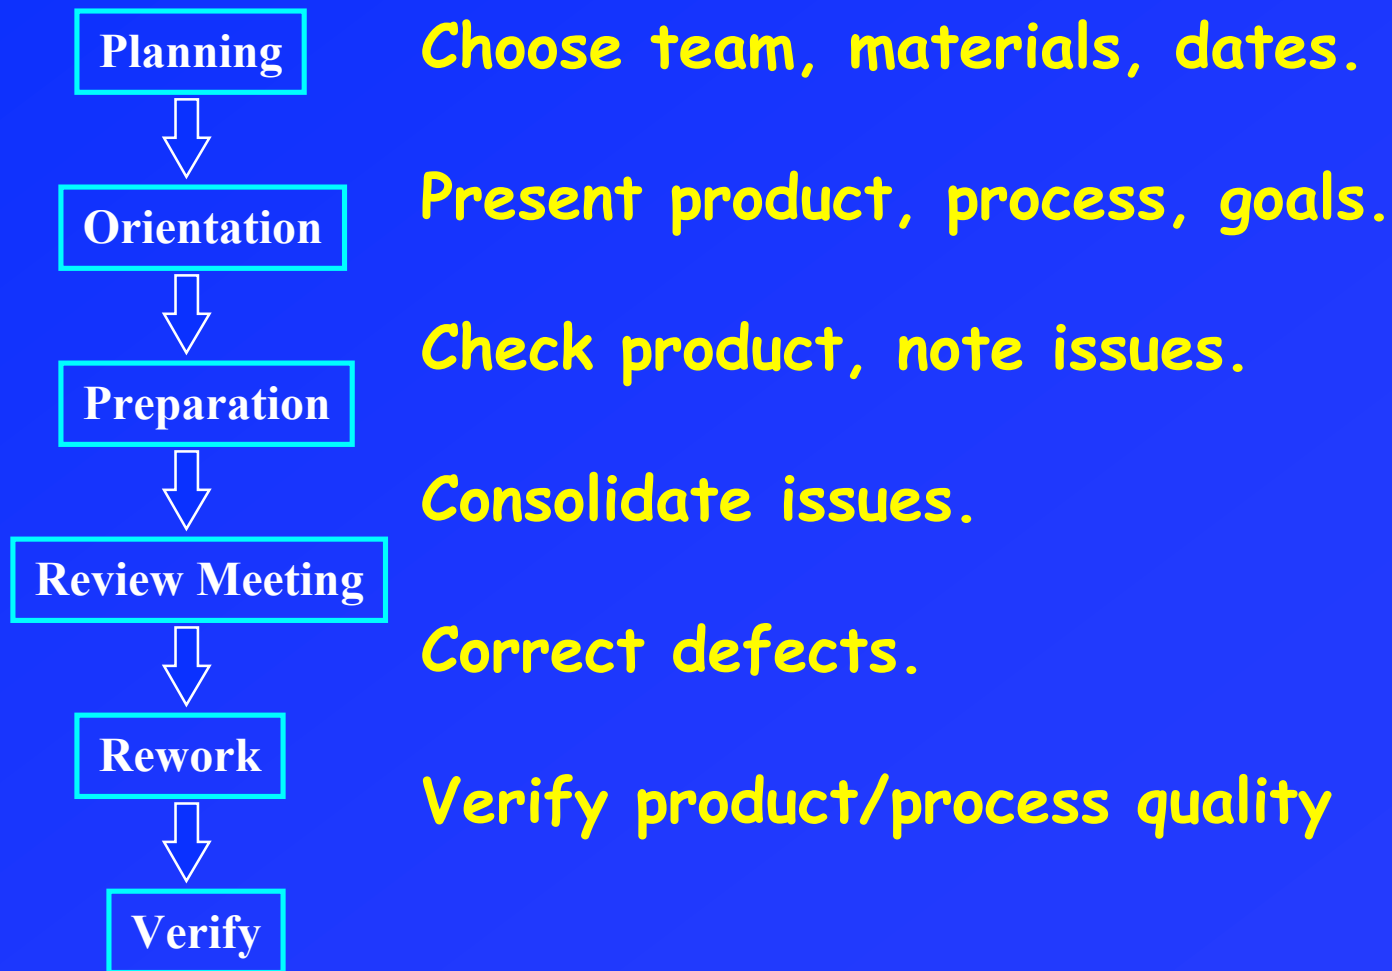 Planning
Choose team, materials, dates.
Orientation
Present product, process, goals.
Preparation
Check product, note issues.
Review Meeting
Consolidate issues.
Rework
Correct defects.
Verify
Verify product/process quality